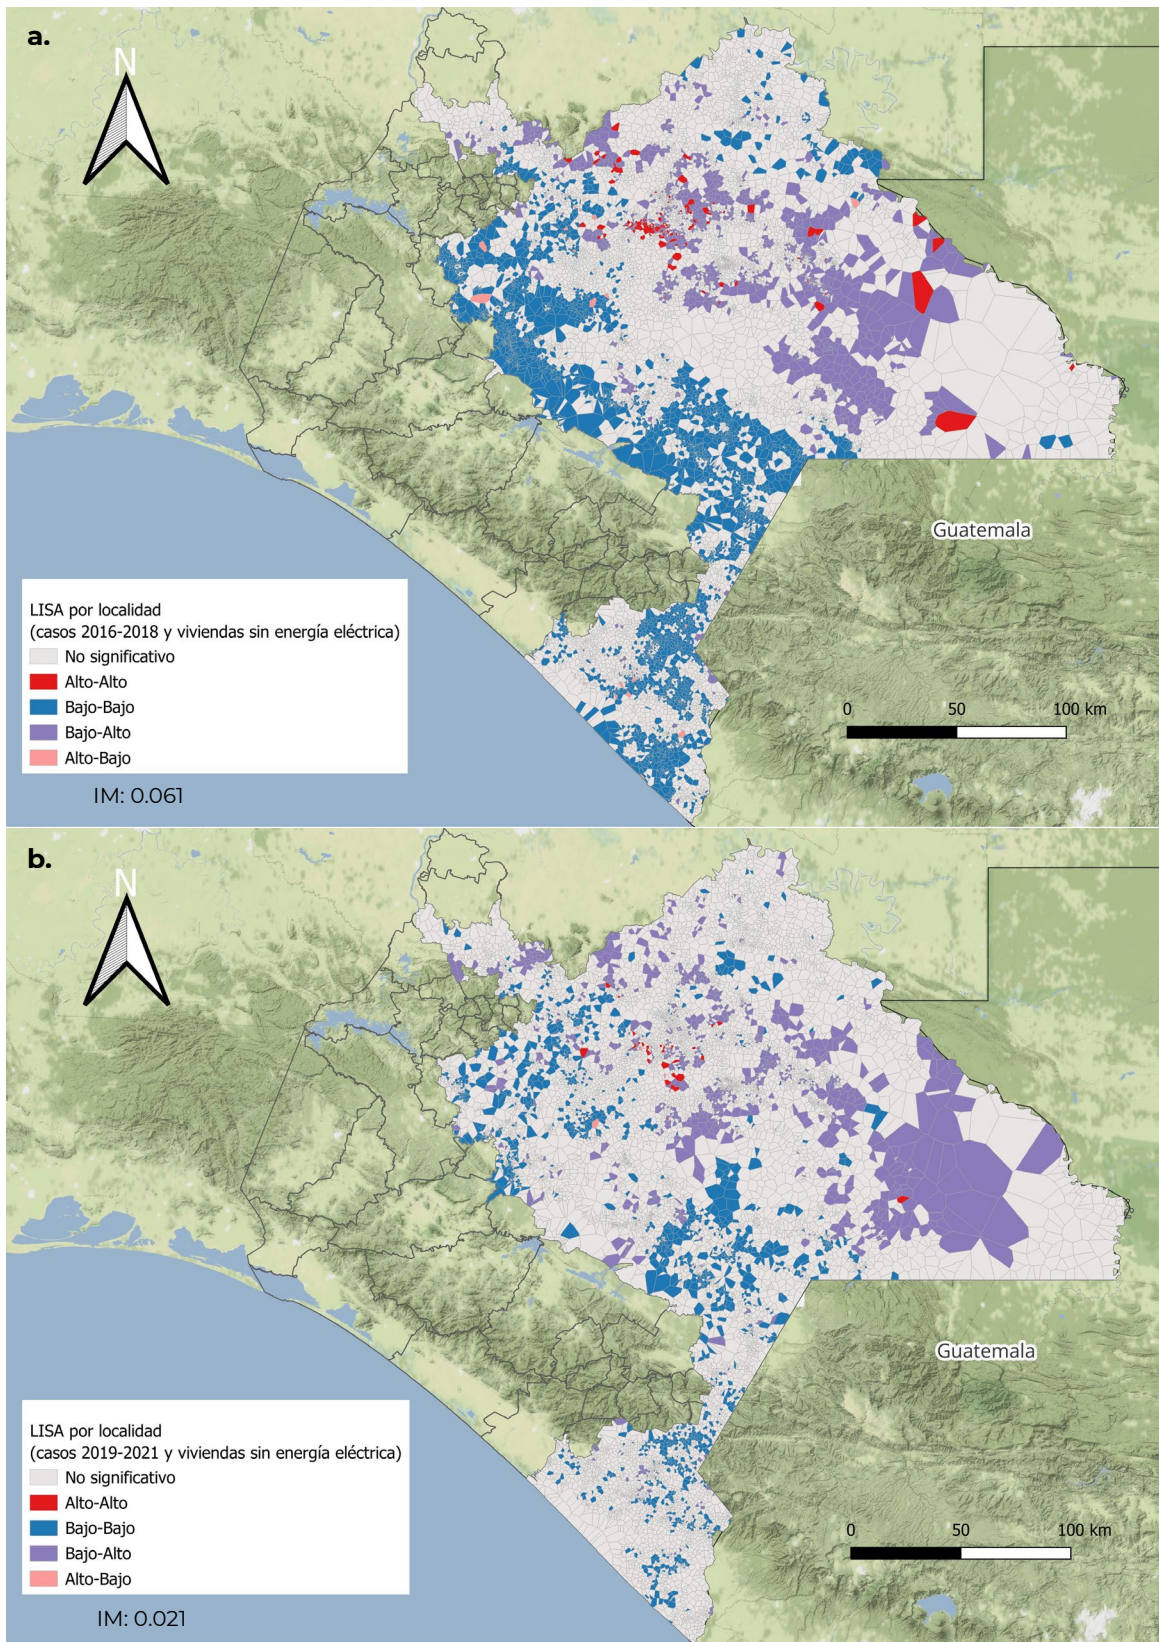 a.
N
Guatemala
LISA por localidad
(casos 2016-2018 y viviendas sin energía eléctrica)
No significativo
Alto-Alto
Bajo-Bajo
Bajo-Alto
Alto-Bajo
0 50 100 km
IM: 0.061
b.
N
Guatemala
LISA por localidad
(casos 2019-2021 y viviendas sin energía eléctrica)
No significativo
Alto-Alto
Bajo-Bajo
Bajo-Alto
Alto-Bajo
0 50 100 km
IM: 0.021